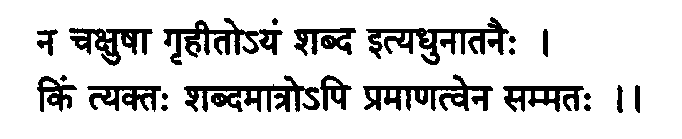 न चक्षुषा गृहीतोऽयं शब्द इत्यधुनातनैः ।
किं त्यक्तः शब्दमात्रोऽपि प्रमाणत्वेन सम्मतः ।।